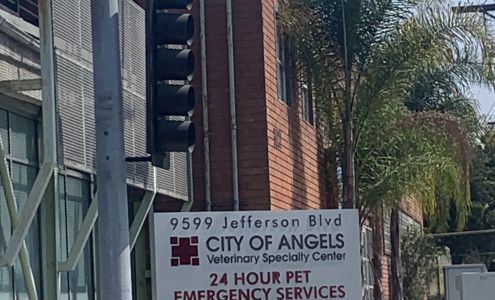 9599 Jefferson Blvd
CITY OF ANGELS
Veterinary Specialty Center
24 HOUR PET
EMERGENCY SERVICES